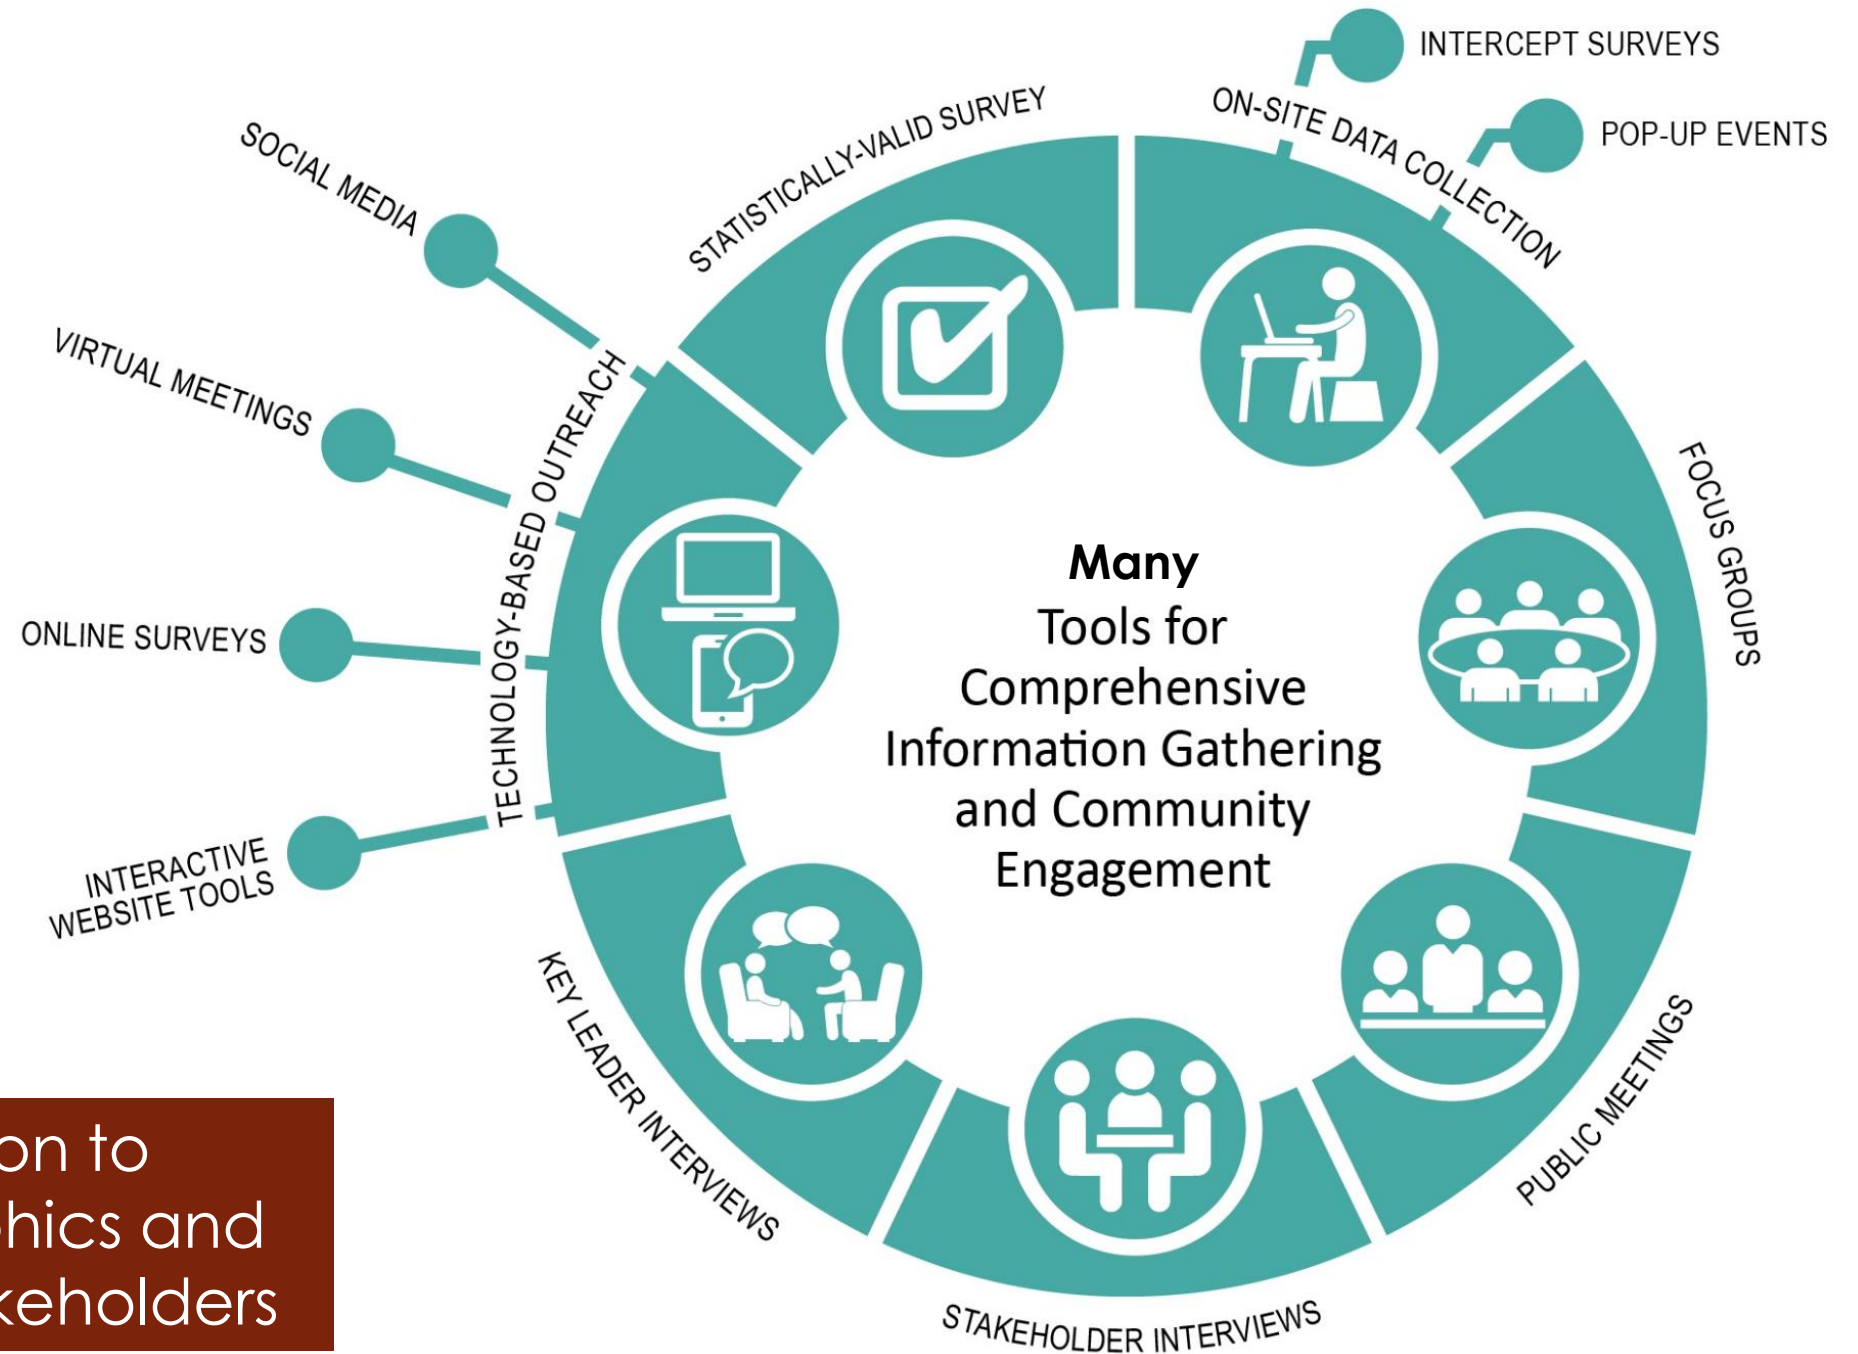 INTERCEPT SURVEYS
POP-UP EVENTS
ON-SITE DATA COLLECTION
STATISTICALLY-VALID SURVEY
SOCIAL MEDIA
VIRTUAL MEETINGS
ONLINE SURVEYS
INTERACTIVE
WEBSITE TOOLS
TECHNOLOGY-BASED OUTREACH
FOCUS GROUPS
Many
Tools for
Comprehensive
Information Gathering
and Community
Engagement
KEY LEADER INTERVIEWS
PUBLIC MEETINGS
STAKEHOLDER INTERVIEWS
on to
and